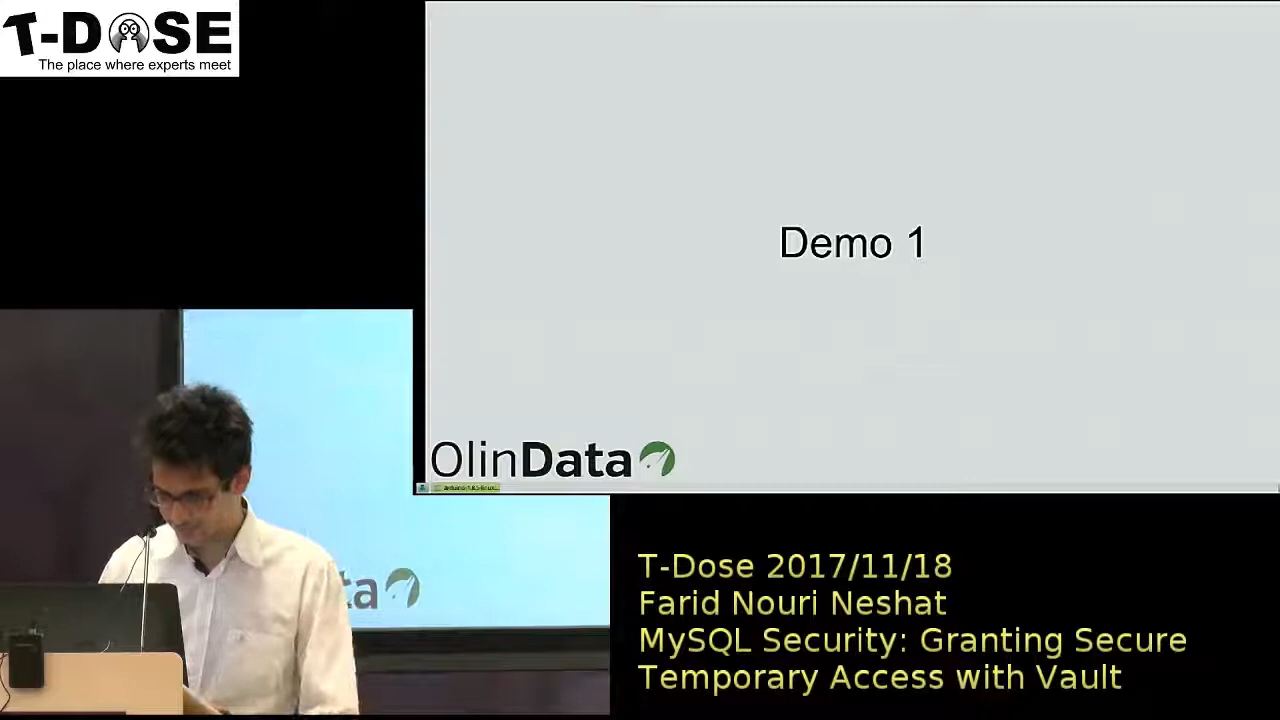 T-DOSE
The place where experts meet
Demo 1
OlinData
ta
T-Dose 2017/11/18
Farid Nouri Neshat
MySQL Security: Granting Secure
Temporary Access with Vault